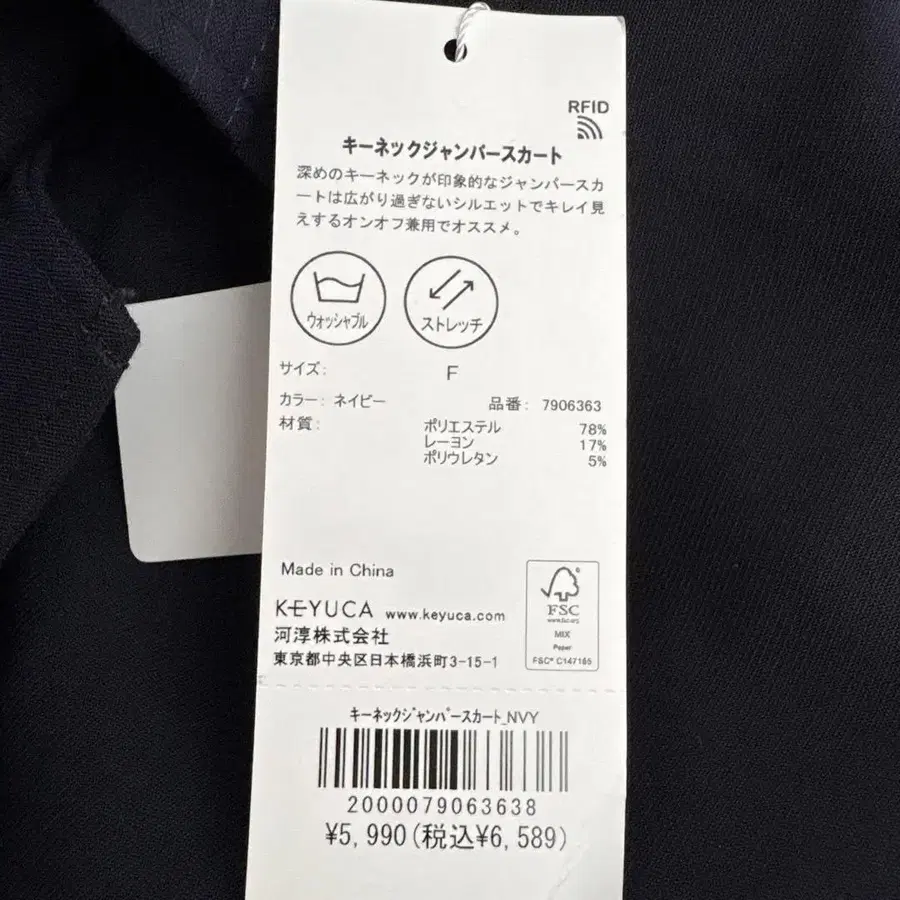 RFID
キーネックジャンパースカート
深めのキーネックが印象的なジャンパースカ
ートは広がり過ぎないシルエットでキレイ見
えするオンオフ兼用でオススメ。
ウォッシャブル
ストレッチ
サイズ: F
カラー: ネイビー 品番: 7906363
材質: ポリエステル 78%
レーヨン 17%
ポリウレタン 5%
Made in China
KEYUCA www.keyuca.com
河淳株式会社
東京都中央区日本橋浜町3-15-1
FSC
www.fsc.org
MIX
Paper
FSC® C147165
キーネックジャンパースカート_NVY
2000079063638
¥5,990(税込¥6,589)